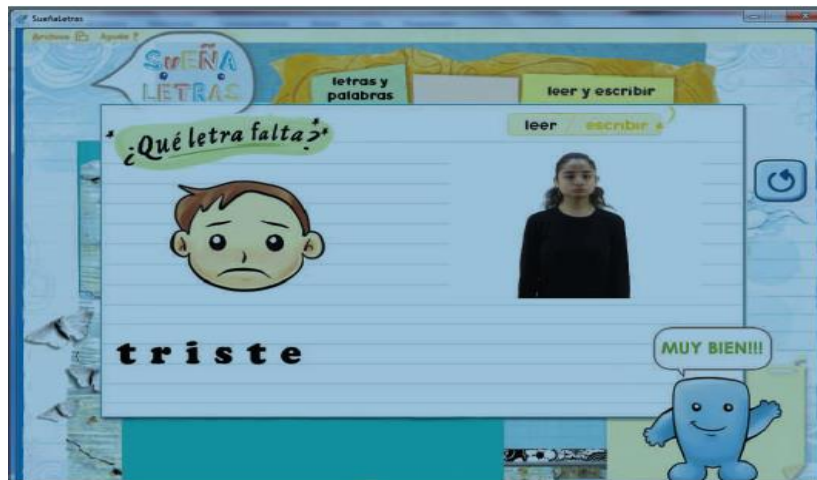 SueñaLetras
Archivo Ayuda ?
SUEÑA
LETRAS
letras y
palabras
leer y escribir
leer escribir
¿Qué letra falta?
triste
MUY BIEN!!!